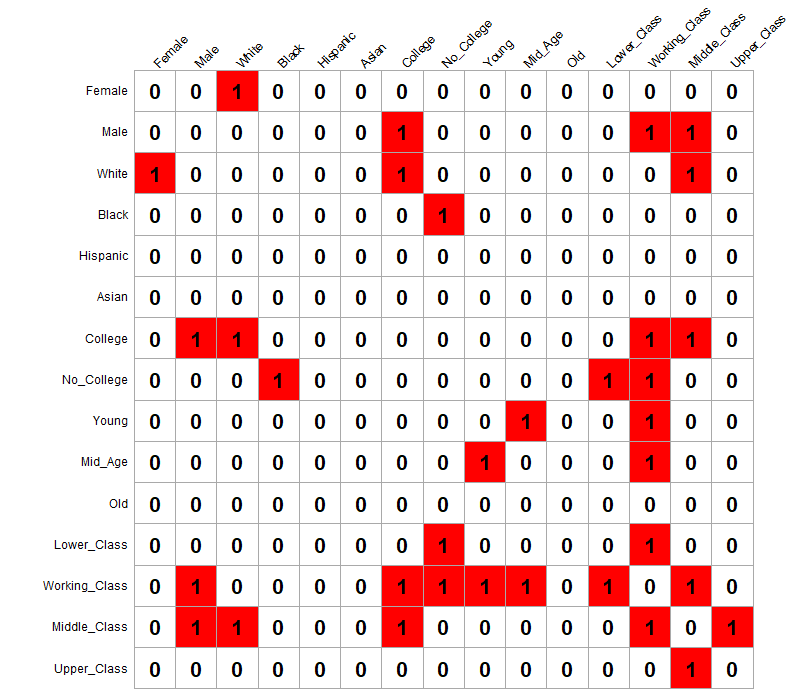 Female Male White Black Hispanic Asian College No_College Young Mid_Age Old Lower_Class Working_Class Middle_Class Upper_Class
Female 0 0 1 0 0 0 0 0 0 0 0 0 0 0 0
Male 0 0 0 0 0 0 1 0 0 0 0 0 1 1 0
White 1 0 0 0 0 0 1 0 0 0 0 0 0 1 0
Black 0 0 0 0 0 0 0 1 0 0 0 0 0 0 0
Hispanic 0 0 0 0 0 0 0 0 0 0 0 0 0 0 0
Asian 0 0 0 0 0 0 0 0 0 0 0 0 0 0 0
College 0 1 1 0 0 0 0 0 0 0 0 0 1 1 0
No_College 0 0 0 1 0 0 0 0 0 0 0 1 1 0 0
Young 0 0 0 0 0 0 0 0 0 1 0 0 1 0 0
Mid_Age 0 0 0 0 0 0 0 0 1 0 0 0 1 0 0
Old 0 0 0 0 0 0 0 0 0 0 0 0 0 0 0
Lower_Class 0 0 0 0 0 0 0 1 0 0 0 0 1 0 0
Working_Class 0 1 0 0 0 0 1 1 1 1 0 1 0 1 0
Middle_Class 0 1 1 0 0 0 1 0 0 0 0 0 1 0 1
Upper_Class 0 0 0 0 0 0 0 0 0 0 0 0 0 1 0